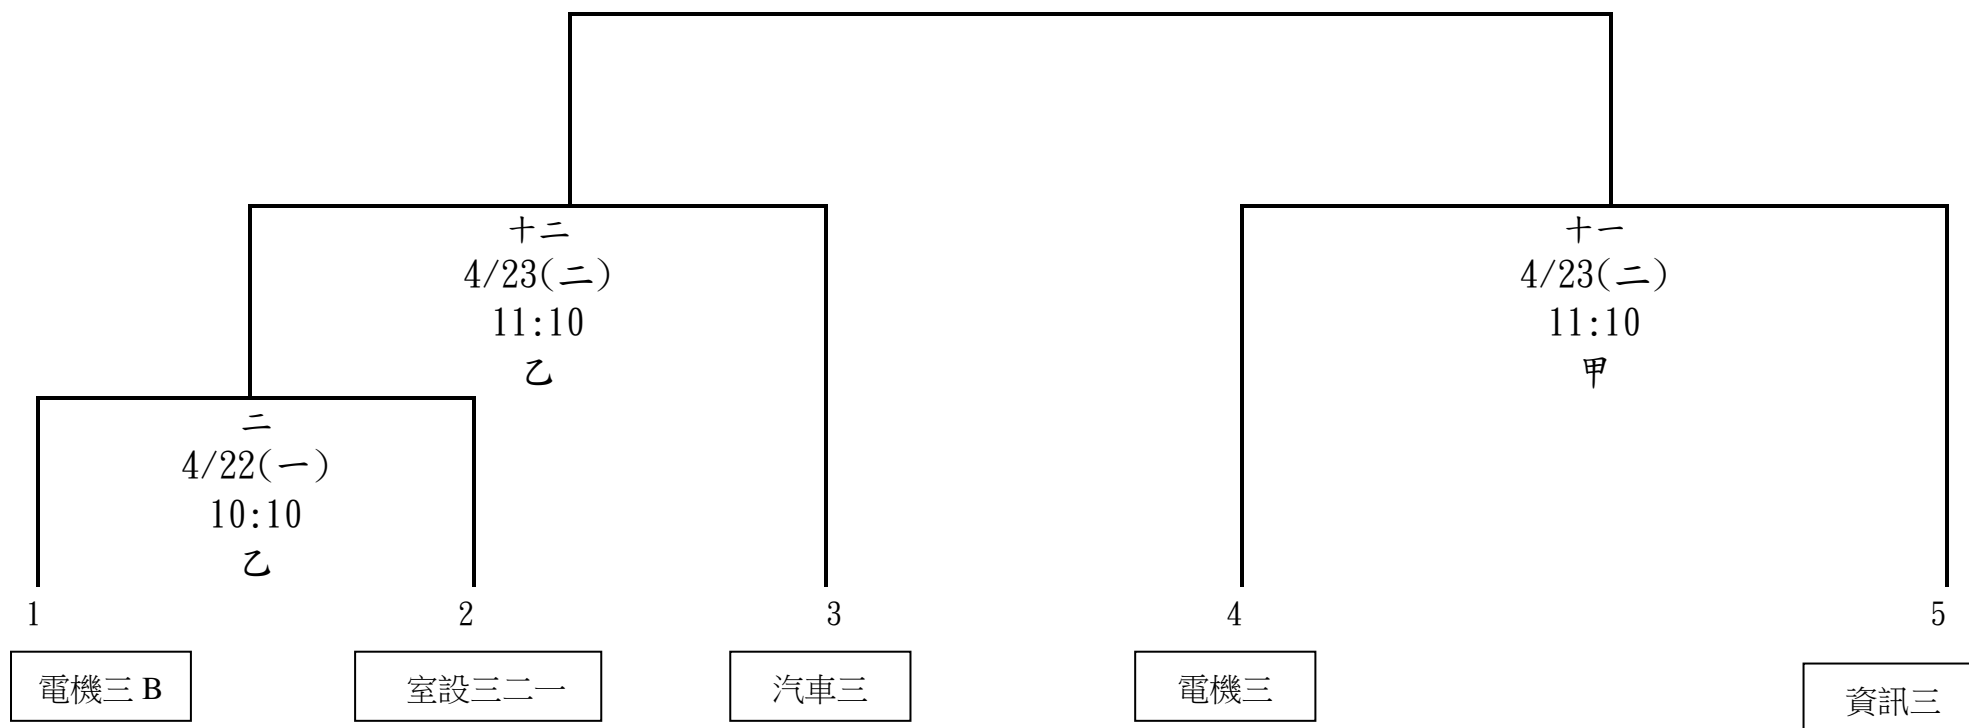 十二
4/23(二)
11:10
乙
十一
4/23(二)
11:10
甲
二
4/22(一)
10:10
乙
1
2
3
4
5
電機三 B
室設三二一
汽車三
電機三
資訊三